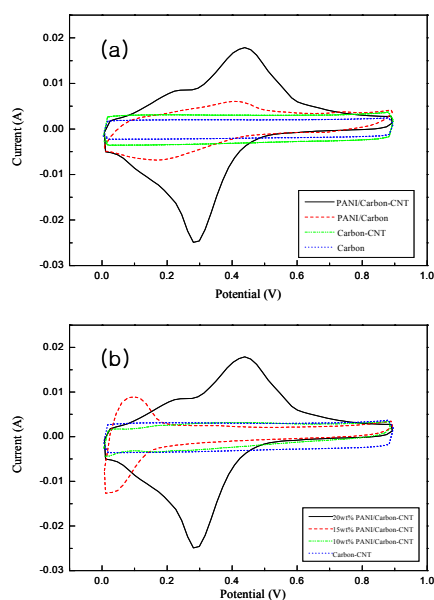 (a)
0.02
0.01
0.00
-0.01
-0.02
-0.03
Current (A)
PANI/Carbon-CNT
PANI/Carbon
Carbon-CNT
Carbon
0.0 0.2 0.4 0.6 0.8 1.0
Potential (V)
(b)
0.02
0.01
0.00
-0.01
-0.02
-0.03
Current (A)
20wt% PANI/Carbon-CNT
15wt% PANI/Carbon-CNT
10wt% PANI/Carbon-CNT
Carbon-CNT
0.0 0.2 0.4 0.6 0.8 1.0
Potential (V)